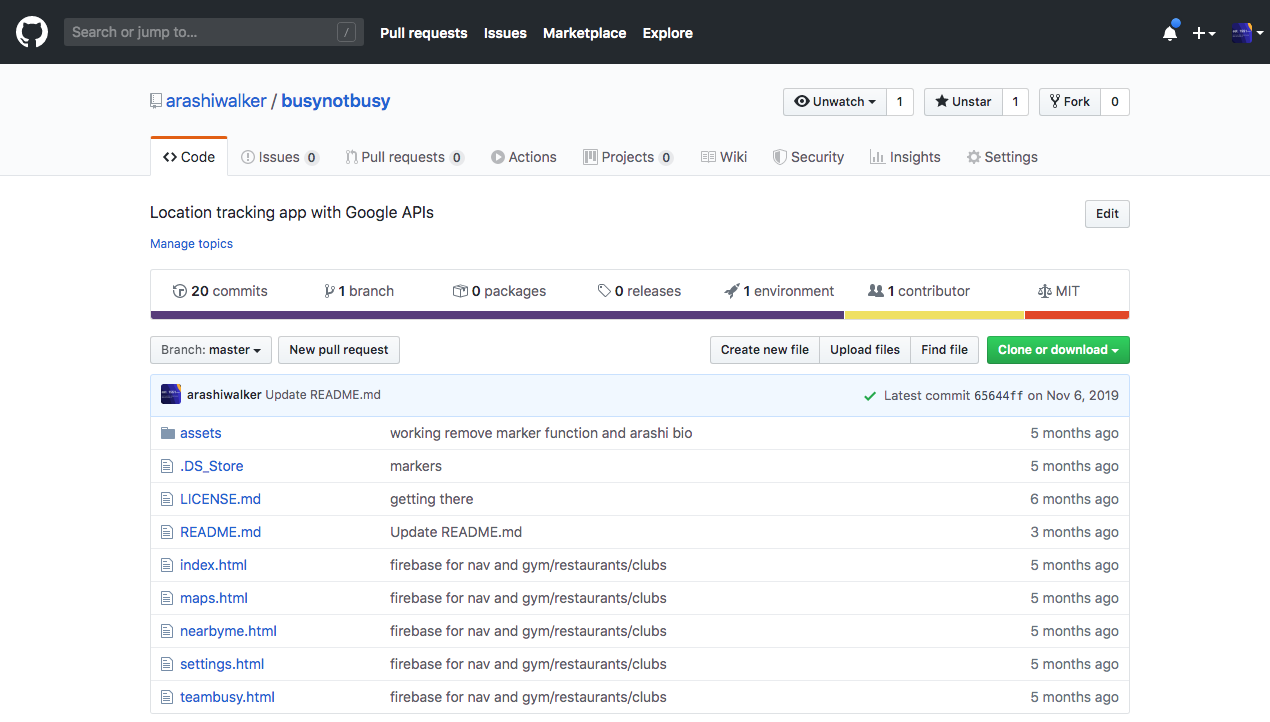 Search or jump to... / Pull requests Issues Marketplace Explore
arashiwalker / busynotbusy Unwatch 1 Unstar 1 Fork 0
Code Issues 0 Pull requests 0 Actions Projects 0 Wiki Security Insights Settings
Location tracking app with Google APIs Edit
Manage topics
20 commits 1 branch 0 packages 0 releases 1 environment 1 contributor MIT
Branch: master New pull request Create new file Upload files Find file Clone or download
arashiwalker Update README.md Latest commit 65644ff on Nov 6, 2019
assets working remove marker function and arashi bio 5 months ago
.DS_Store markers 5 months ago
LICENSE.md getting there 6 months ago
README.md Update README.md 3 months ago
index.html firebase for nav and gym/restaurants/clubs 5 months ago
maps.html firebase for nav and gym/restaurants/clubs 5 months ago
nearbyme.html firebase for nav and gym/restaurants/clubs 5 months ago
settings.html firebase for nav and gym/restaurants/clubs 5 months ago
teambusy.html firebase for nav and gym/restaurants/clubs 5 months ago